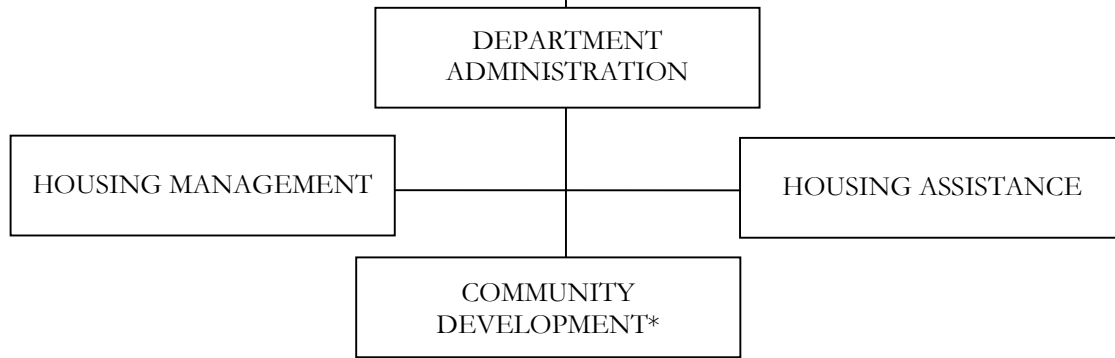 DEPARTMENT
ADMINISTRATION
HOUSING MANAGEMENT
HOUSING ASSISTANCE
COMMUNITY
DEVELOPMENT*